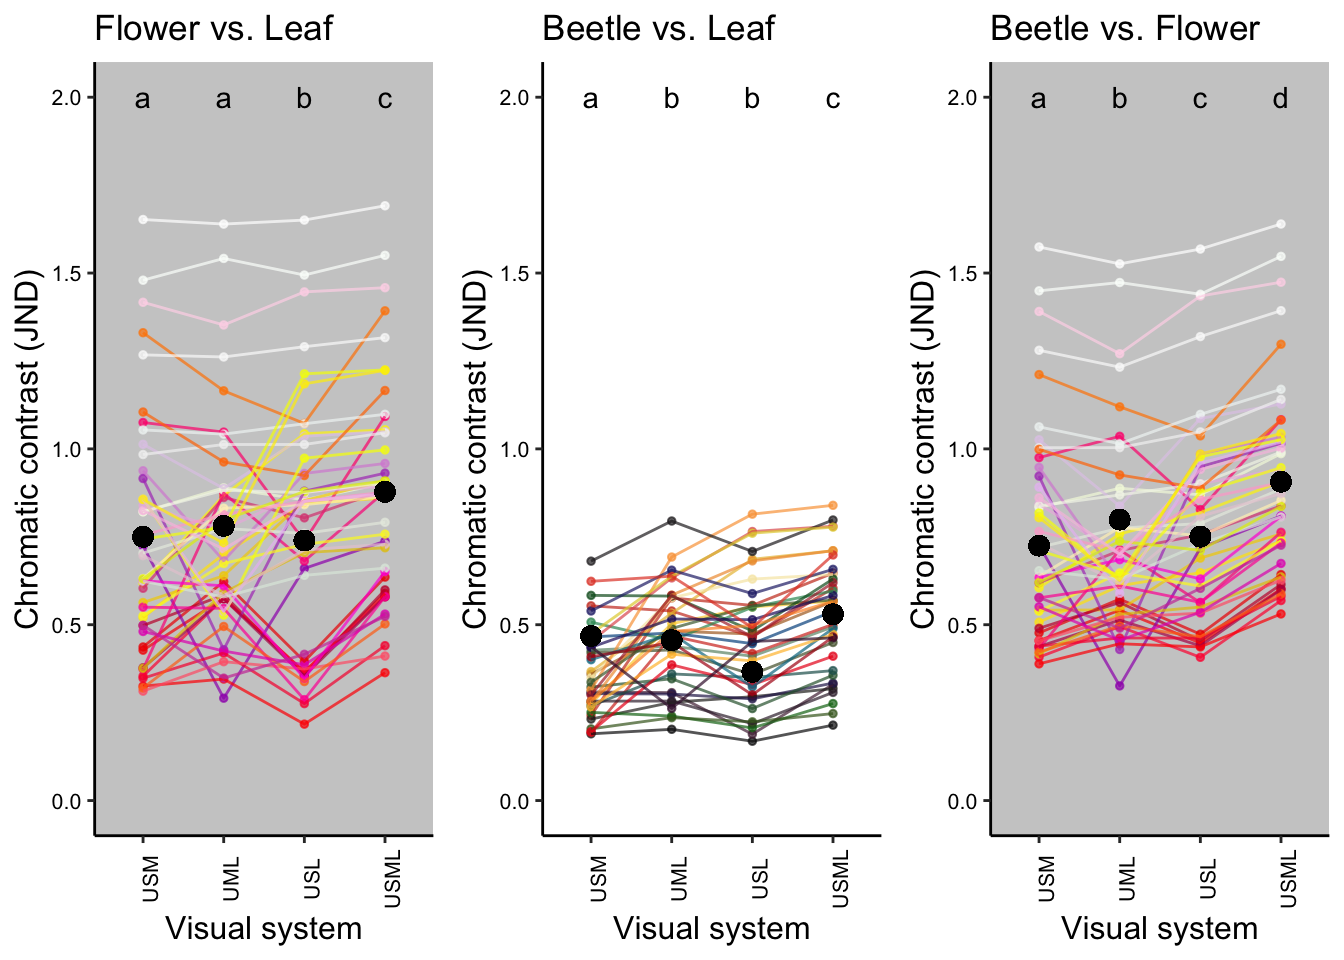 Flower vs. Leaf
Chromatic contrast (JND)
2.0
1.5
1.0
0.5
0.0
a a b c
USM UML USL USML
Visual system
Beetle vs. Leaf
Chromatic contrast (JND)
2.0
1.5
1.0
0.5
0.0
a b b c
USM UML USL USML
Visual system
Beetle vs. Flower
Chromatic contrast (JND)
2.0
1.5
1.0
0.5
0.0
a b c d
USM UML USL USML
Visual system